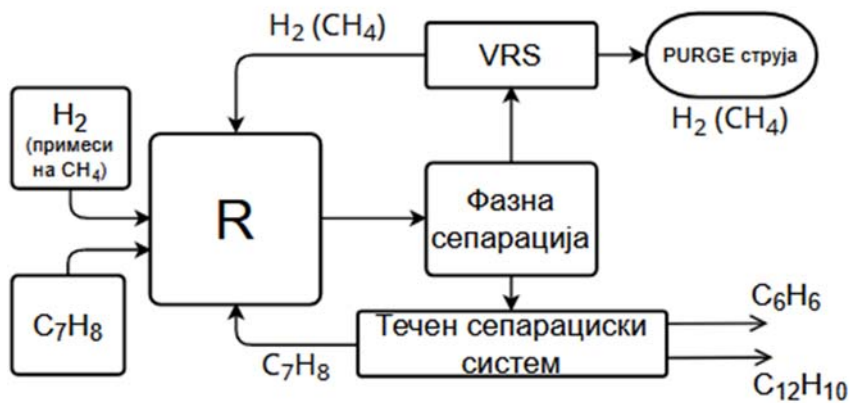 H₂ (CH₄)
VRS
PURGE струја
H₂ (CH₄)
H₂
(примеси
на CH₄)
R
Фазна
сепарација
C₇H₈
C₇H₈
Течен сепарациски
систем
C₆H₆
C₁₂H₁₀